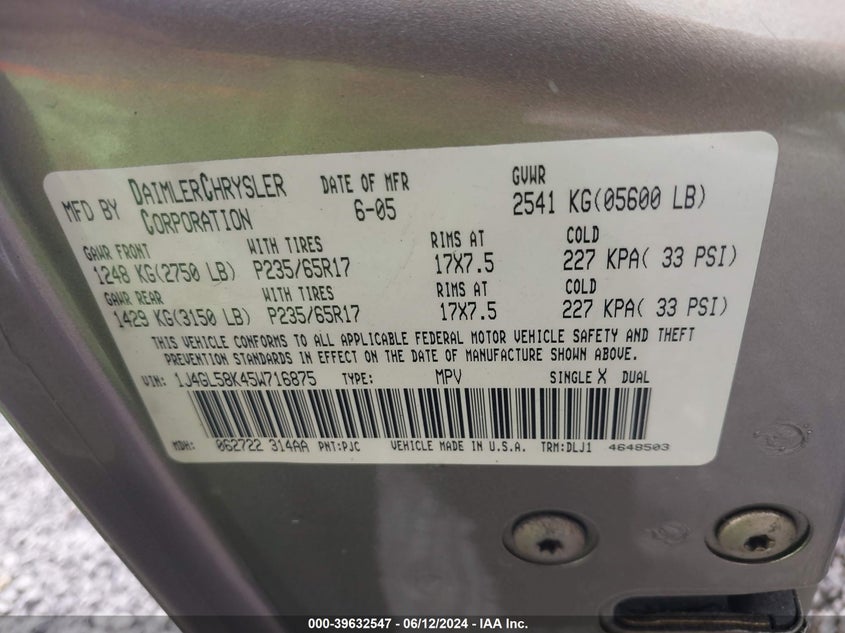 MFD BY DAIMLERCHRYSLER CORPORATION DATE OF MFR 6-05 GVWR 2541 KG(05600 LB)
GAWR FRONT WITH TIRES RIMS AT COLD
1248 KG(2750 LB) P235/65R17 17X7.5 227 KPA( 33 PSI)
GAWR REAR WITH TIRES RIMS AT COLD
1429 KG(3150 LB) P235/65R17 17X7.5 227 KPA( 33 PSI)
THIS VEHICLE CONFORMS TO ALL APPLICABLE FEDERAL MOTOR VEHICLE SAFETY AND THEFT
PREVENTION STANDARDS IN EFFECT ON THE DATE OF MANUFACTURE SHOWN ABOVE.
VIN: 1J4GL58K45W716875 TYPE: MPV SINGLE X DUAL
MDH: 062722 314AA PNT:PJC VEHICLE MADE IN U.S.A. TRM:DLJ1 4648503
000-39632547 - 06/12/2024 - IAA Inc.